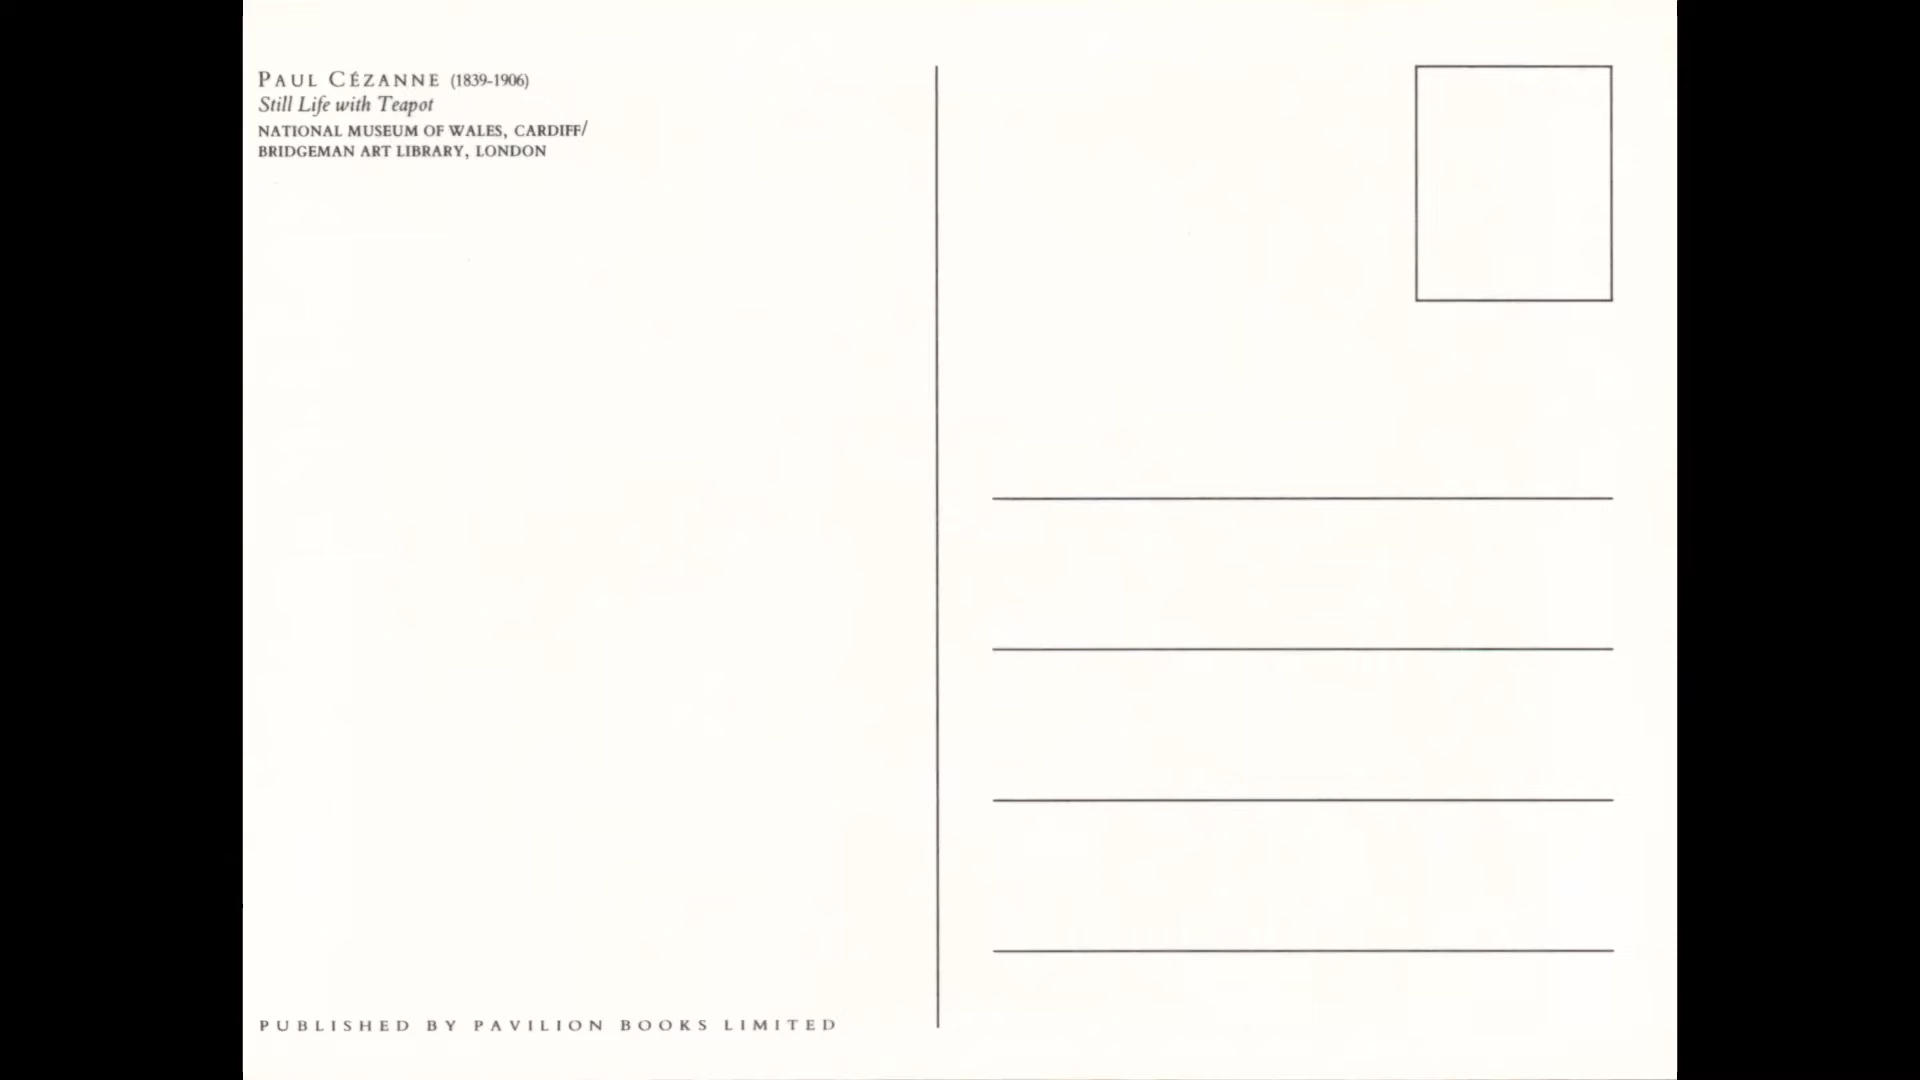 PAUL CÉZANNE (1839-1906)
Still Life with Teapot
NATIONAL MUSEUM OF WALES, CARDIFF/
BRIDGEMAN ART LIBRARY, LONDON
PUBLISHED BY PAVILION BOOKS LIMITED